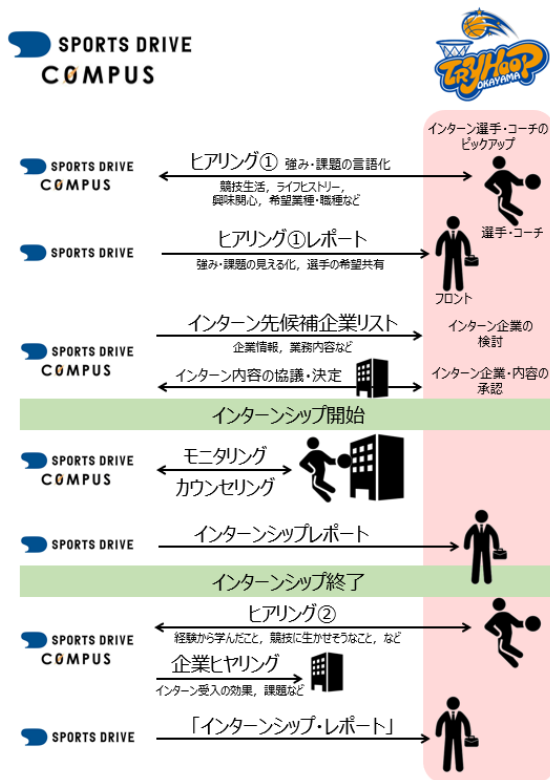 SPORTS DRIVE
COMPUS
TRYHOOP
OKAYAMA
インターン選手・コーチの
ピックアップ
SPORTS DRIVE
COMPUS
ヒアリング① 強み・課題の言語化
競技生活，ライフヒストリー，
興味関心，希望業種・職種など
選手・コーチ
SPORTS DRIVE
ヒアリング①レポート
強み・課題の見える化，選手の希望共有
フロント
SPORTS DRIVE
COMPUS
インターン先候補企業リスト
企業情報，業務内容など
インターン企業の
検討
インターン内容の協議・決定
インターン企業・内容の
承認
インターンシップ開始
SPORTS DRIVE
COMPUS
モニタリング
カウンセリング
SPORTS DRIVE
インターンシップレポート
インターンシップ終了
SPORTS DRIVE
COMPUS
ヒアリング②
経験から学んだこと，競技に生かせそうなこと，など
企業ヒヤリング
インターン受入の効果，課題など
SPORTS DRIVE
「インターンシップ・レポート」